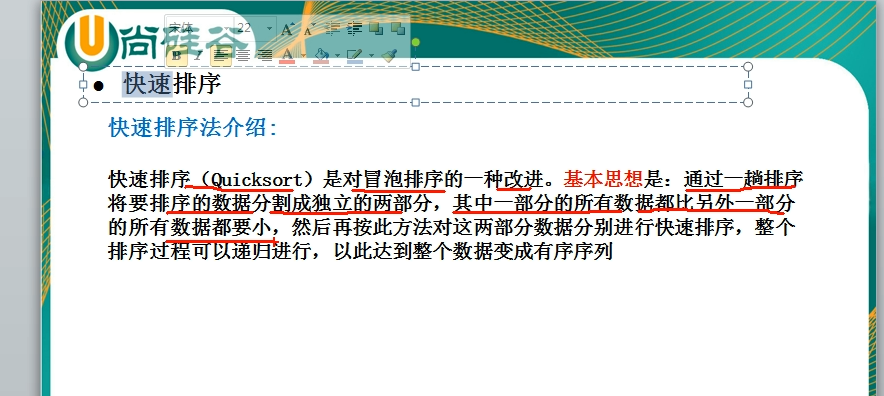 尚硅谷
宋体 22
快速排序
快速排序法介绍:
快速排序（Quicksort）是对冒泡排序的一种改进。基本思想是：通过一趟排序
将要排序的数据分割成独立的两部分，其中一部分的所有数据都比另外一部分
的所有数据都要小，然后再按此方法对这两部分数据分别进行快速排序，整个
排序过程可以递归进行，以此达到整个数据变成有序序列